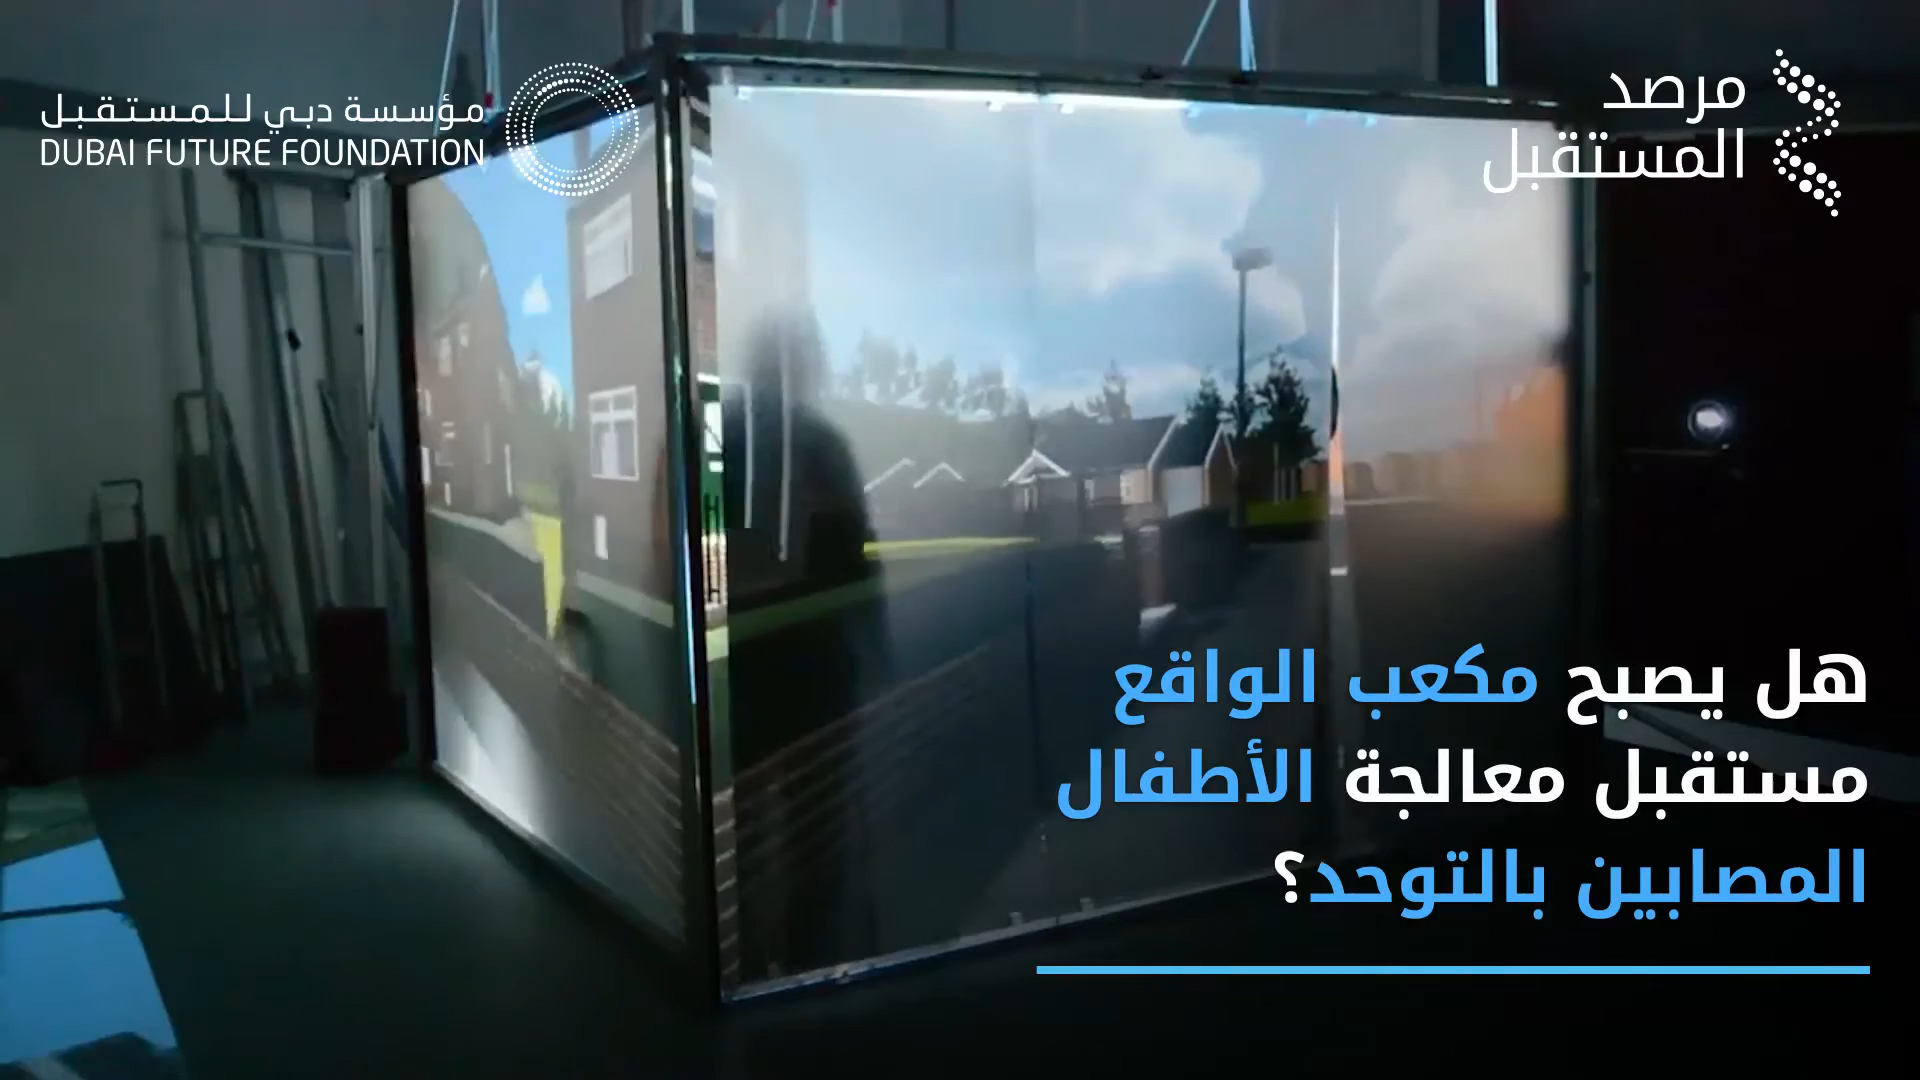 مؤسسة دبي للمستقبل
DUBAI FUTURE FOUNDATION
مرصد
المستقبل
هل يصبح مكعب الواقع
مستقبل معالجة الأطفال
المصابين بالتوحد؟